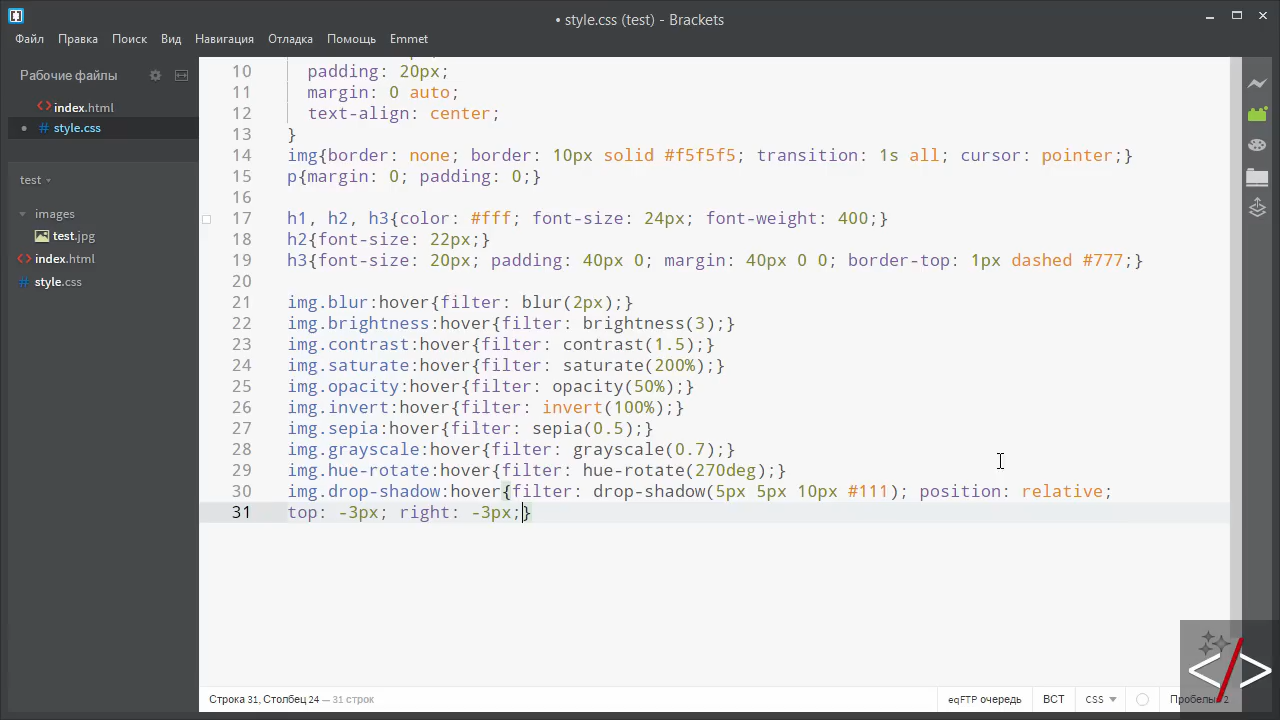 • style.css (test) - Brackets
Файл Правка Поиск Вид Навигация Отладка Помощь Emmet
Рабочие файлы
<> index.html
• # style.css
test
images
test.jpg
<> index.html
# style.css
10 padding: 20px;
11 margin: 0 auto;
12 text-align: center;
13 }
14 img{border: none; border: 10px solid #f5f5f5; transition: 1s all; cursor: pointer;}
15 p{margin: 0; padding: 0;}
16
17 h1, h2, h3{color: #fff; font-size: 24px; font-weight: 400;}
18 h2{font-size: 22px;}
19 h3{font-size: 20px; padding: 40px 0; margin: 40px 0 0; border-top: 1px dashed #777;}
20
21 img.blur:hover{filter: blur(2px);}
22 img.brightness:hover{filter: brightness(3);}
23 img.contrast:hover{filter: contrast(1.5);}
24 img.saturate:hover{filter: saturate(200%);}
25 img.opacity:hover{filter: opacity(50%);}
26 img.invert:hover{filter: invert(100%);}
27 img.sepia:hover{filter: sepia(0.5);}
28 img.grayscale:hover{filter: grayscale(0.7);}
29 img.hue-rotate:hover{filter: hue-rotate(270deg);}
30 img.drop-shadow:hover{filter: drop-shadow(5px 5px 10px #111); position: relative;
31 top: -3px; right: -3px;}
Строка 31, Столбец 24 — 31 строк
eqFTP очередь ВСТ CSS Пробелы: 2